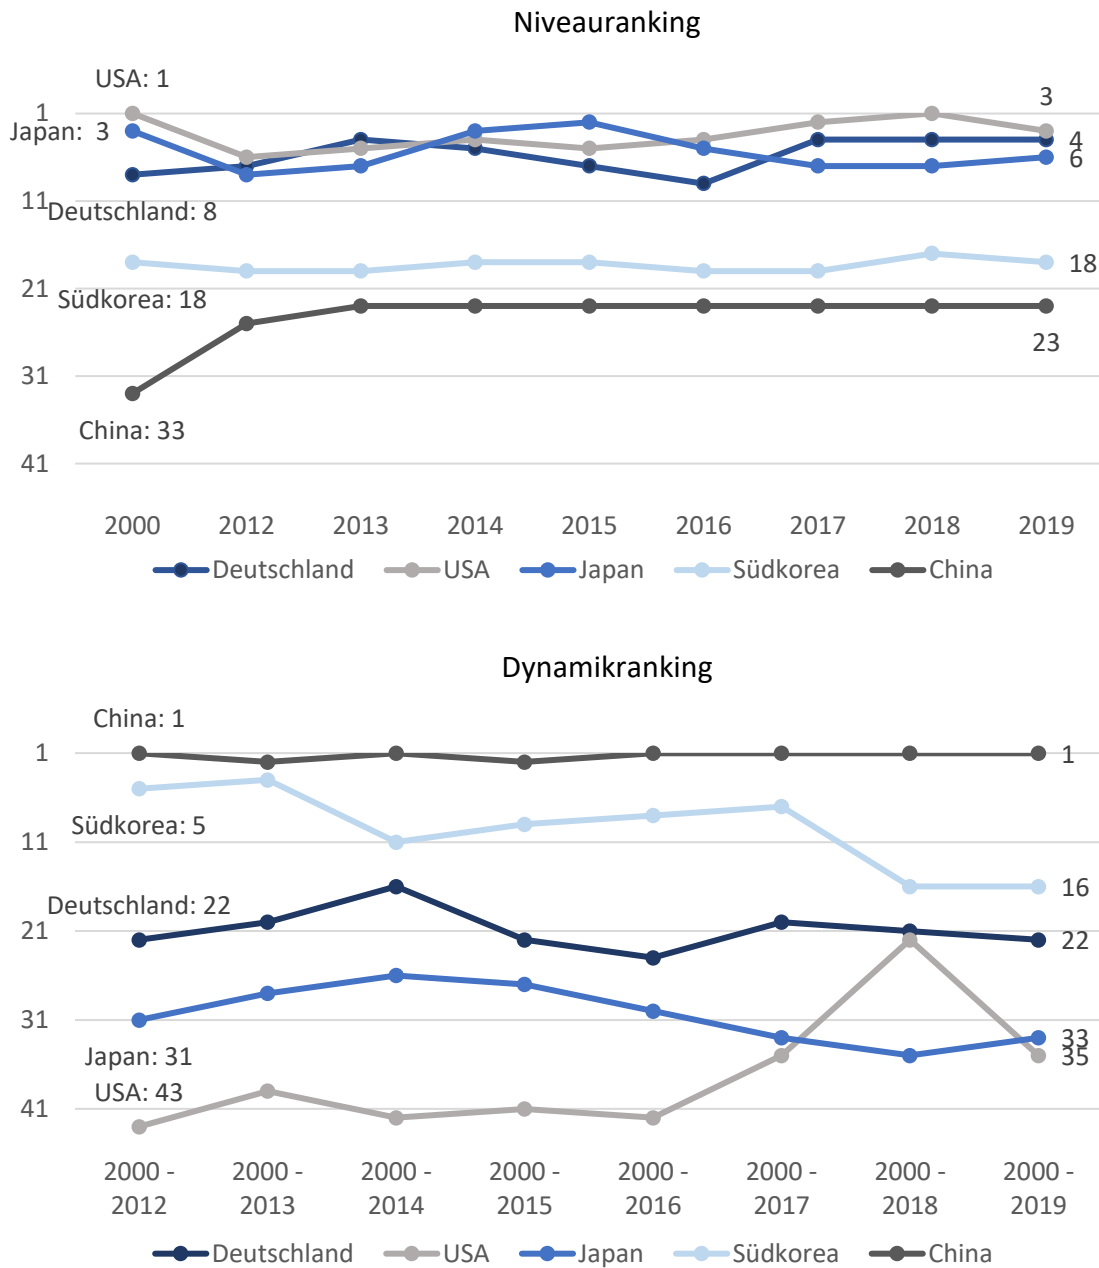 Niveauranking
USA: 1
3
1
Japan: 3
4
6
11
Deutschland: 8
18
21
Südkorea: 18
23
31
China: 33
41
2000 2012 2013 2014 2015 2016 2017 2018 2019
Deutschland USA Japan Südkorea China
Dynamikranking
China: 1
1
1
Südkorea: 5
11
16
Deutschland: 22
21
22
31
33
Japan: 31
35
USA: 43
41
2000 - 2000 - 2000 - 2000 - 2000 - 2000 - 2000 - 2000 -
2012 2013 2014 2015 2016 2017 2018 2019
Deutschland USA Japan Südkorea China